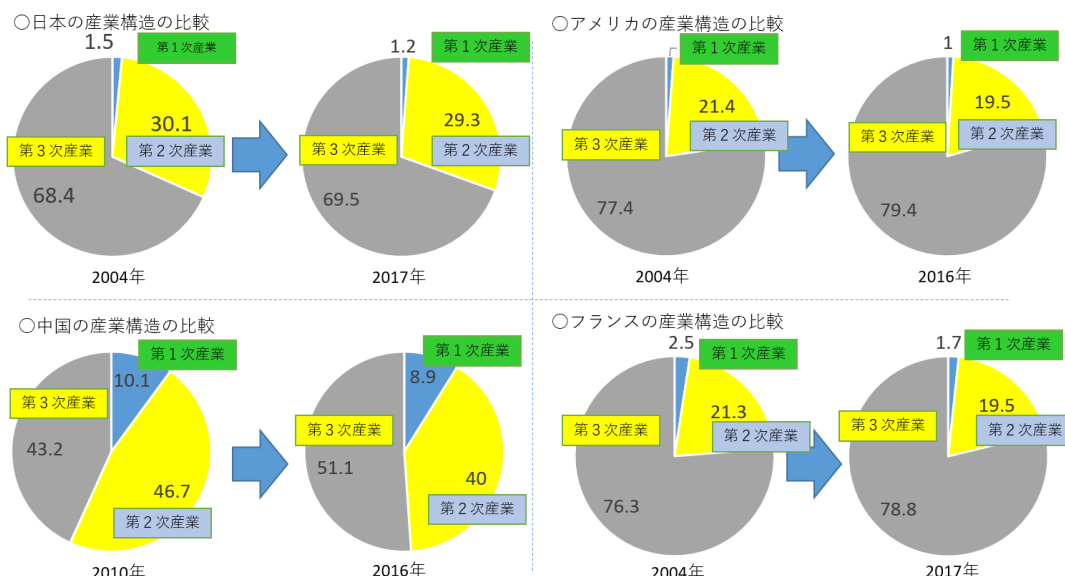 ○日本の産業構造の比較
1.5
第1次産業
30.1
第3次産業
第2次産業
68.4
2004年
1.2
第1次産業
29.3
第3次産業
第2次産業
69.5
2017年
○アメリカの産業構造の比較
第1次産業
21.4
第2次産業
第3次産業
77.4
2004年
1
第1次産業
19.5
第2次産業
第3次産業
79.4
2016年
○中国の産業構造の比較
第1次産業
10.1
第3次産業
43.2
46.7
第2次産業
2010年
第1次産業
8.9
第3次産業
51.1
40
第2次産業
2016年
○フランスの産業構造の比較
2.5
第1次産業
21.3
第3次産業
第2次産業
76.3
2004年
1.7
第1次産業
19.5
第3次産業
第2次産業
78.8
2017年